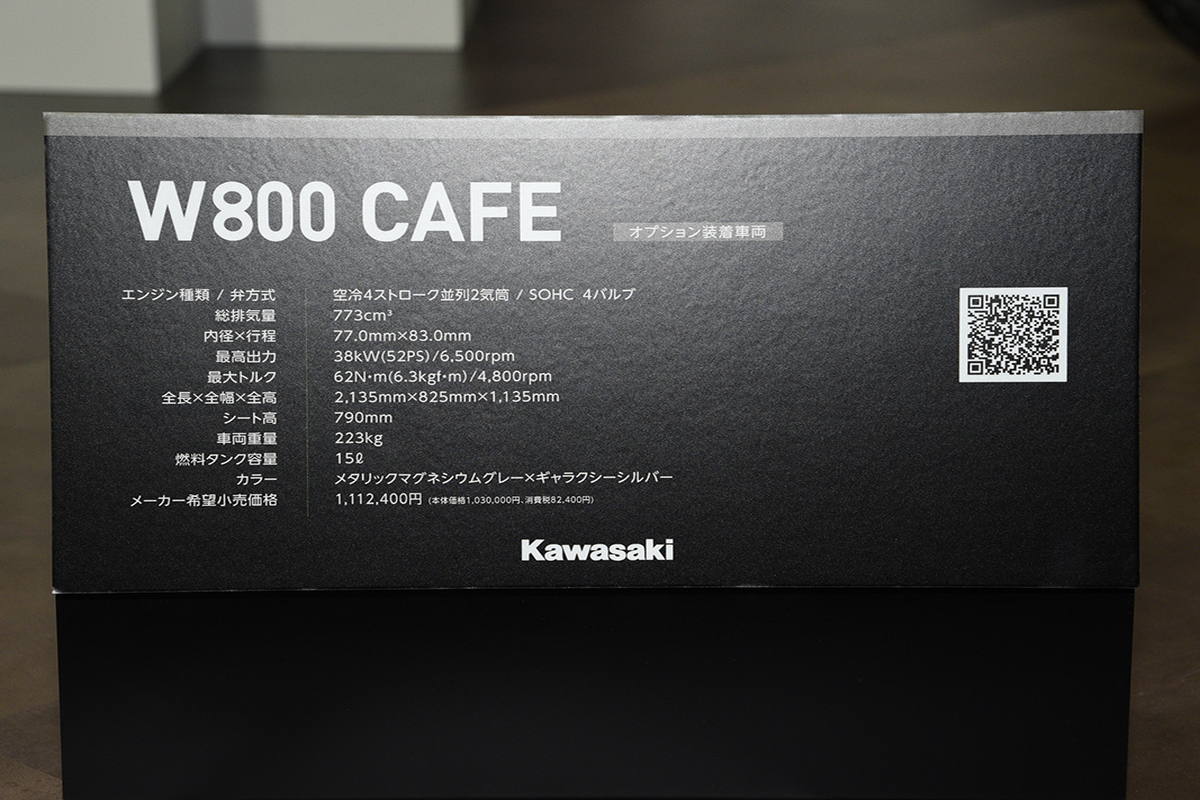 W800 CAFE オプション装着車両
エンジン種類 / 弁方式 空冷4ストローク並列2気筒 / SOHC 4バルブ
総排気量 773cm³
内径×行程 77.0mm×83.0mm
最高出力 38kW(52PS)/6,500rpm
最大トルク 62N・m(6.3kgf・m)/4,800rpm
全長×全幅×全高 2,135mm×825mm×1,135mm
シート高 790mm
車両重量 223kg
燃料タンク容量 15ℓ
カラー メタリックマグネシウムグレー×ギャラクシーシルバー
メーカー希望小売価格 1,112,400円 (本体価格1,030,000円、消費税82,400円)
Kawasaki